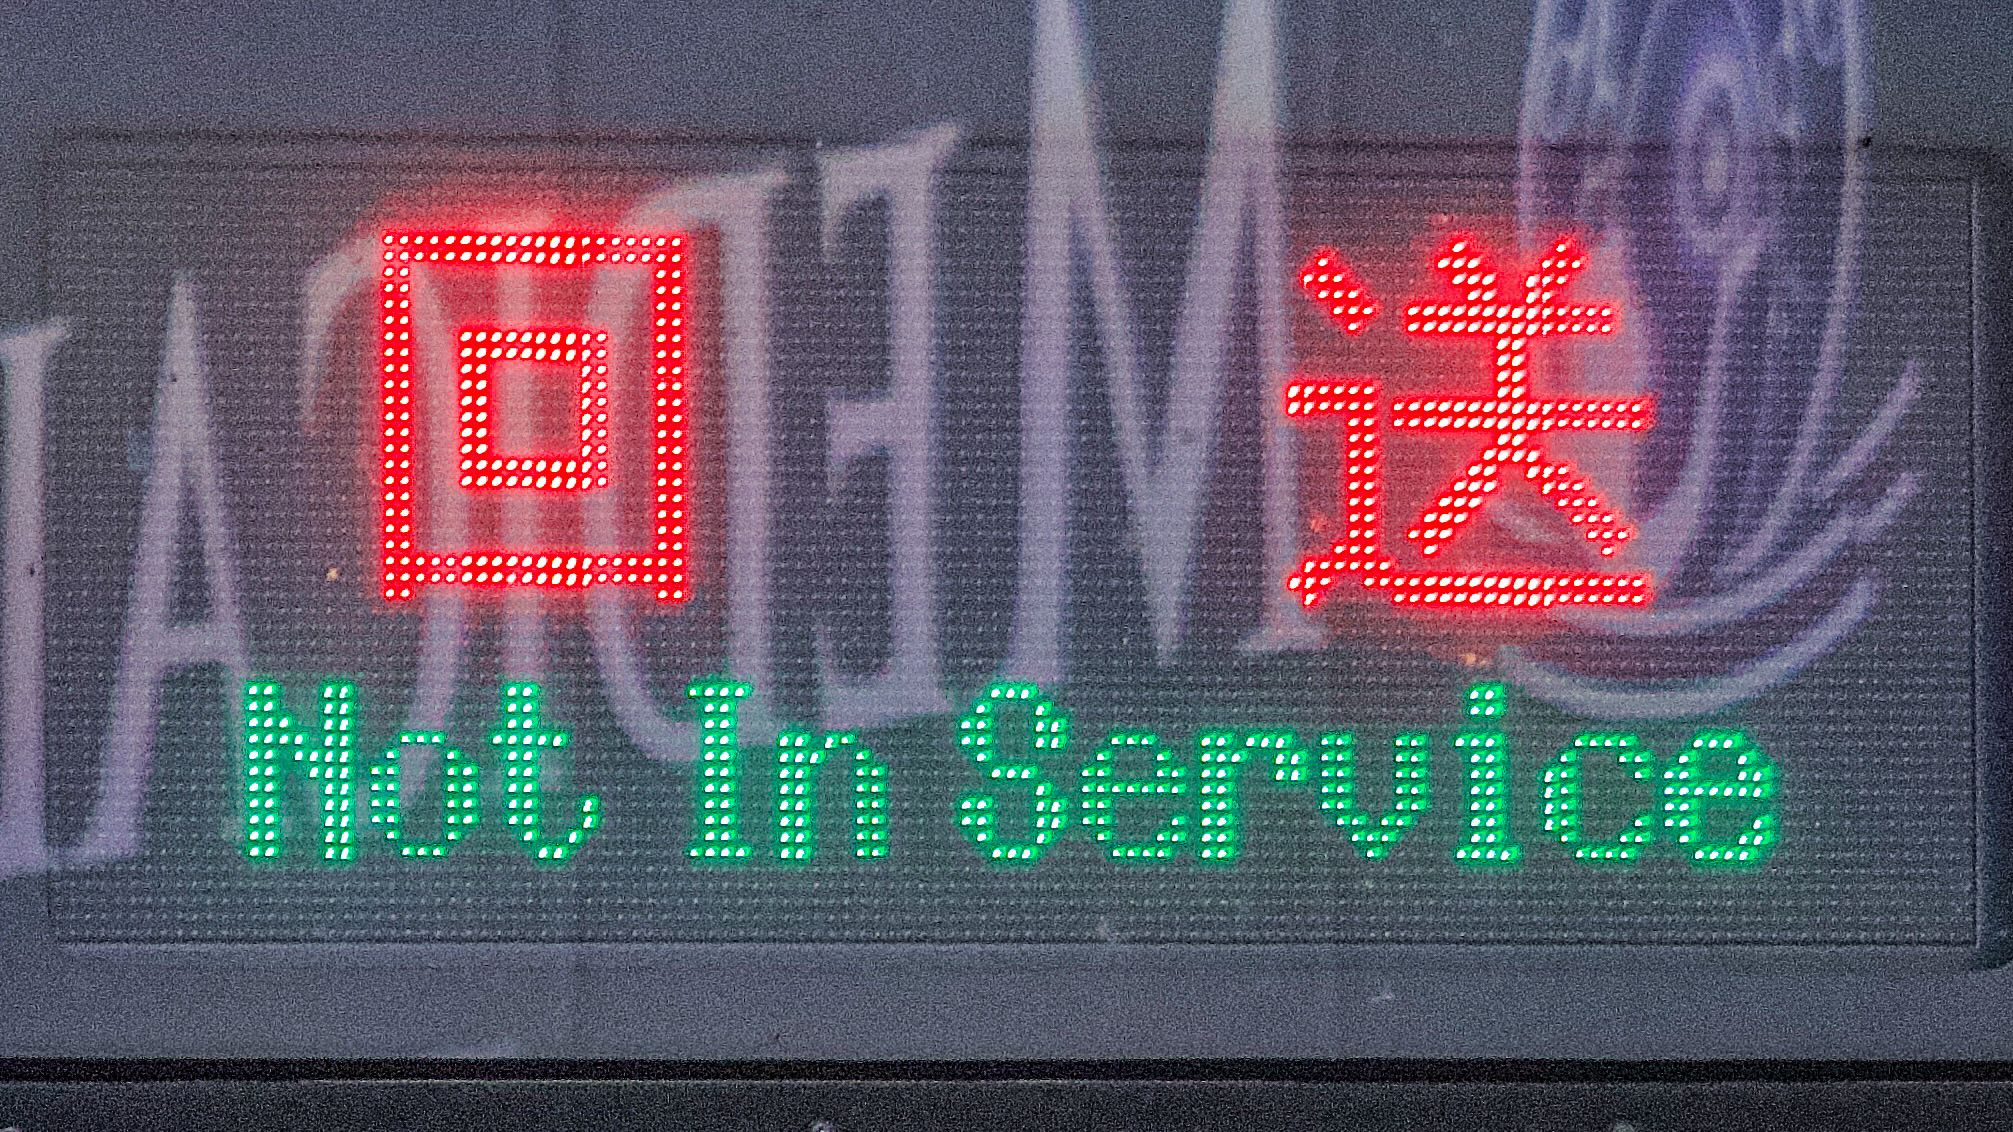 回送
Not In Service